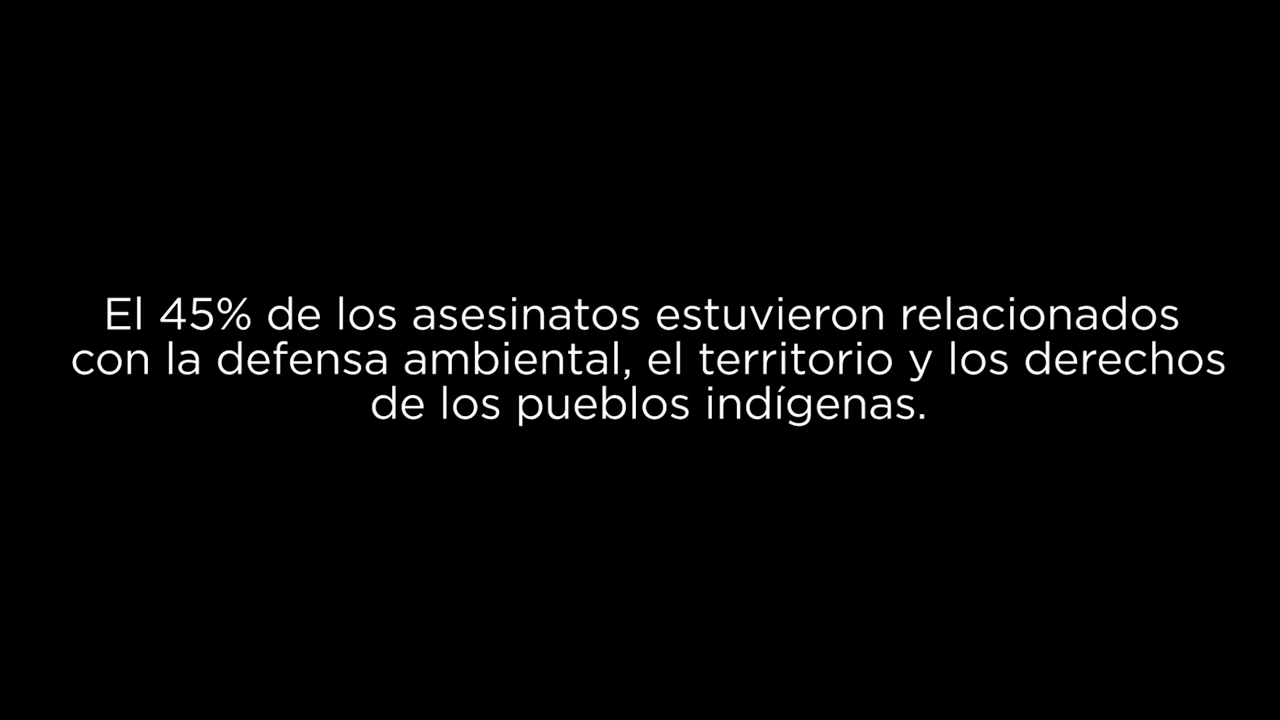 El 45% de los asesinatos estuvieron relacionados
con la defensa ambiental, el territorio y los derechos
de los pueblos indígenas.